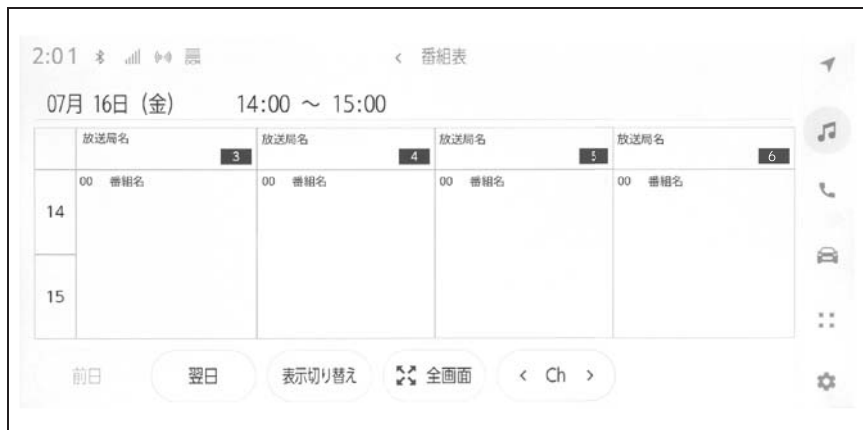 2:01 < 番組表
07月 16日 (金) 14:00 ～ 15:00
放送局名 3 放送局名 4 放送局名 5 放送局名 6
14 00 番組名 00 番組名 00 番組名 00 番組名
15
前日 翌日 表示切り替え 全画面 < Ch >